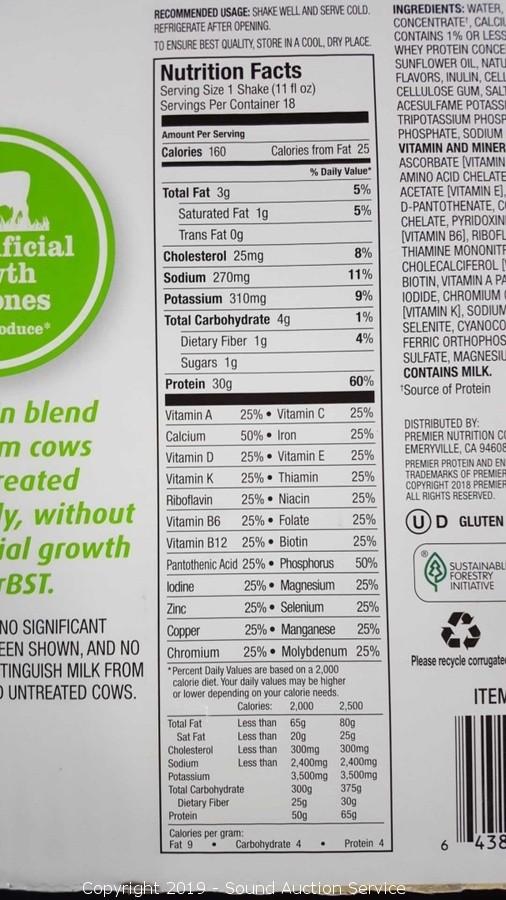 RECOMMENDED USAGE: SHAKE WELL AND SERVE COLD.
REFRIGERATE AFTER OPENING.
TO ENSURE BEST QUALITY, STORE IN A COOL, DRY PLACE.
Nutrition Facts
Serving Size 1 Shake (11 fl oz)
Servings Per Container 18
Amount Per Serving
Calories 160 Calories from Fat 25
% Daily Value*
Total Fat 3g 5%
Saturated Fat 1g 5%
Trans Fat 0g
Cholesterol 25mg 8%
Sodium 270mg 11%
Potassium 310mg 9%
Total Carbohydrate 4g 1%
Dietary Fiber 1g 4%
Sugars 1g
Protein 30g 60%
Vitamin A 25% • Vitamin C 25%
Calcium 50% • Iron 25%
Vitamin D 25% • Vitamin E 25%
Vitamin K 25% • Thiamin 25%
Riboflavin 25% • Niacin 25%
Vitamin B6 25% • Folate 25%
Vitamin B12 25% • Biotin 25%
Pantothenic Acid 25% • Phosphorus 50%
Iodine 25% • Magnesium 25%
Zinc 25% • Selenium 25%
Copper 25% • Manganese 25%
Chromium 25% • Molybdenum 25%
*Percent Daily Values are based on a 2,000
calorie diet. Your daily values may be higher
or lower depending on your calorie needs.
Calories: 2,000 2,500
Total Fat Less than 65g 80g
Sat Fat Less than 20g 25g
Cholesterol Less than 300mg 300mg
Sodium Less than 2,400mg 2,400mg
Potassium 3,500mg 3,500mg
Total Carbohydrate 300g 375g
Dietary Fiber 25g 30g
Protein 50g 65g
Calories per gram:
Fat 9 • Carbohydrate 4 • Protein 4
INGREDIENTS: WATER,
CONCENTRATE†, CALCIU
CONTAINS 1% OR LESS
WHEY PROTEIN CONCE
SUNFLOWER OIL, NATU
FLAVORS, INULIN, CELL
CELLULOSE GUM, SALT
ACESULFAME POTASSI
TRIPOTASSIUM PHOSP
PHOSPHATE, SODIUM
VITAMIN AND MINER
ASCORBATE [VITAMIN
AMINO ACID CHELATE
ACETATE [VITAMIN E],
D-PANTOTHENATE, CO
CHELATE, PYRIDOXIN
[VITAMIN B6], RIBOFL
THIAMINE MONONITR
CHOLECALCIFEROL [
BIOTIN, VITAMIN A PA
IODIDE, CHROMIUM
[VITAMIN K], SODIUM
SELENITE, CYANOCO
FERRIC ORTHOPHOS
SULFATE, MAGNESIU
CONTAINS MILK.
†Source of Protein
DISTRIBUTED BY:
PREMIER NUTRITION CO
EMERYVILLE, CA 94608
PREMIER PROTEIN AND EN
TRADEMARKS OF PREMIER
COPYRIGHT 2018 PREMIER
ALL RIGHTS RESERVED.
U D GLUTEN
® SUSTAINABL
FORESTRY
INITIATIVE
Please recycle corrugated
ITEM
6 438
ificial
wth
ones
oduce*
n blend
m cows
reated
ly, without
ial growth
rBST.
NO SIGNIFICANT
EEN SHOWN, AND NO
TINGUISH MILK FROM
D UNTREATED COWS.
Copyright 2019 - Sound Auction Service